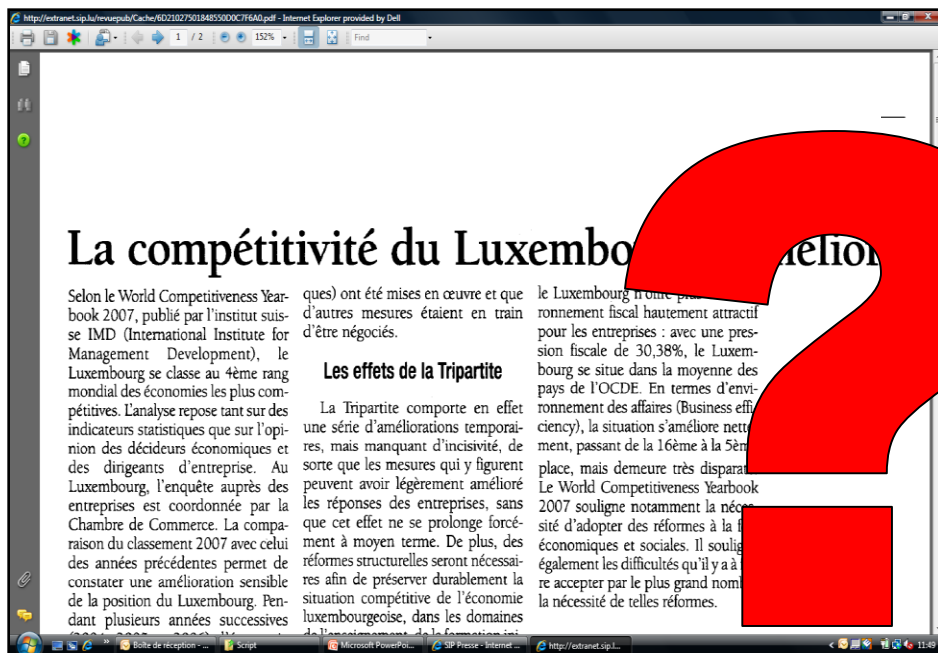 http://extranet.sip.lu/revuepub/Cache/6D21027501848550D0C7F6A0.pdf - Internet Explorer provided by Dell
1 / 2 152% Find
La compétitivité du
Selon le World Competitiveness Year-
book 2007, publié par l'institut suis-
se IMD (International Institute for
Management Development), le
Luxembourg se classe au 4ème rang
mondial des économies les plus com-
pétitives. L'analyse repose tant sur des
indicateurs statistiques que sur l'opi-
nion des décideurs économiques et
des dirigeants d'entreprise. Au
Luxembourg, l'enquête auprès des
entreprises est coordonnée par la
Chambre de Commerce. La compa-
raison du classement 2007 avec celui
des années précédentes permet de
constater une amélioration sensible
de la position du Luxembourg. Pen-
dant plusieurs années successives
ques) ont été mises en œuvre et que
d'autres mesures étaient en train
d'être négociés.
Les effets de la Tripartite
La Tripartite comporte en effet
une série d'améliorations temporai-
res, mais manquant d'incisivité, de
sorte que les mesures qui y figurent
peuvent avoir légèrement amélioré
les réponses des entreprises, sans
que cet effet ne se prolonge forcé-
ment à moyen terme. De plus, des
réformes structurelles seront nécessai-
res afin de préserver durablement la
situation compétitive de l'économie
luxembourgeoise, dans les domaines
le Luxembourg n'offre
ronnement fiscal hautement attractif
pour les entreprises : avec une pres-
sion fiscale de 30,38%, le Luxem-
bourg se situe dans la moyenne des
pays de l'OCDE. En termes d'envi-
ronnement des affaires (Business effi-
ciency), la situation s'améliore nette-
ment, passant de la 16ème à la 5ème
place, mais demeure très
Le World Competitiveness Yearbook
2007 souligne notamment la
sité d'adopter des réformes à la
économiques et sociales. Il
également les difficultés qu'il y a à
re accepter par le plus grand
la nécessité de telles réformes.
?
Boîte de réception - ... Script Microsoft PowerPoi... SIP Presse - Internet ... http://extranet.sip.l... 11:49